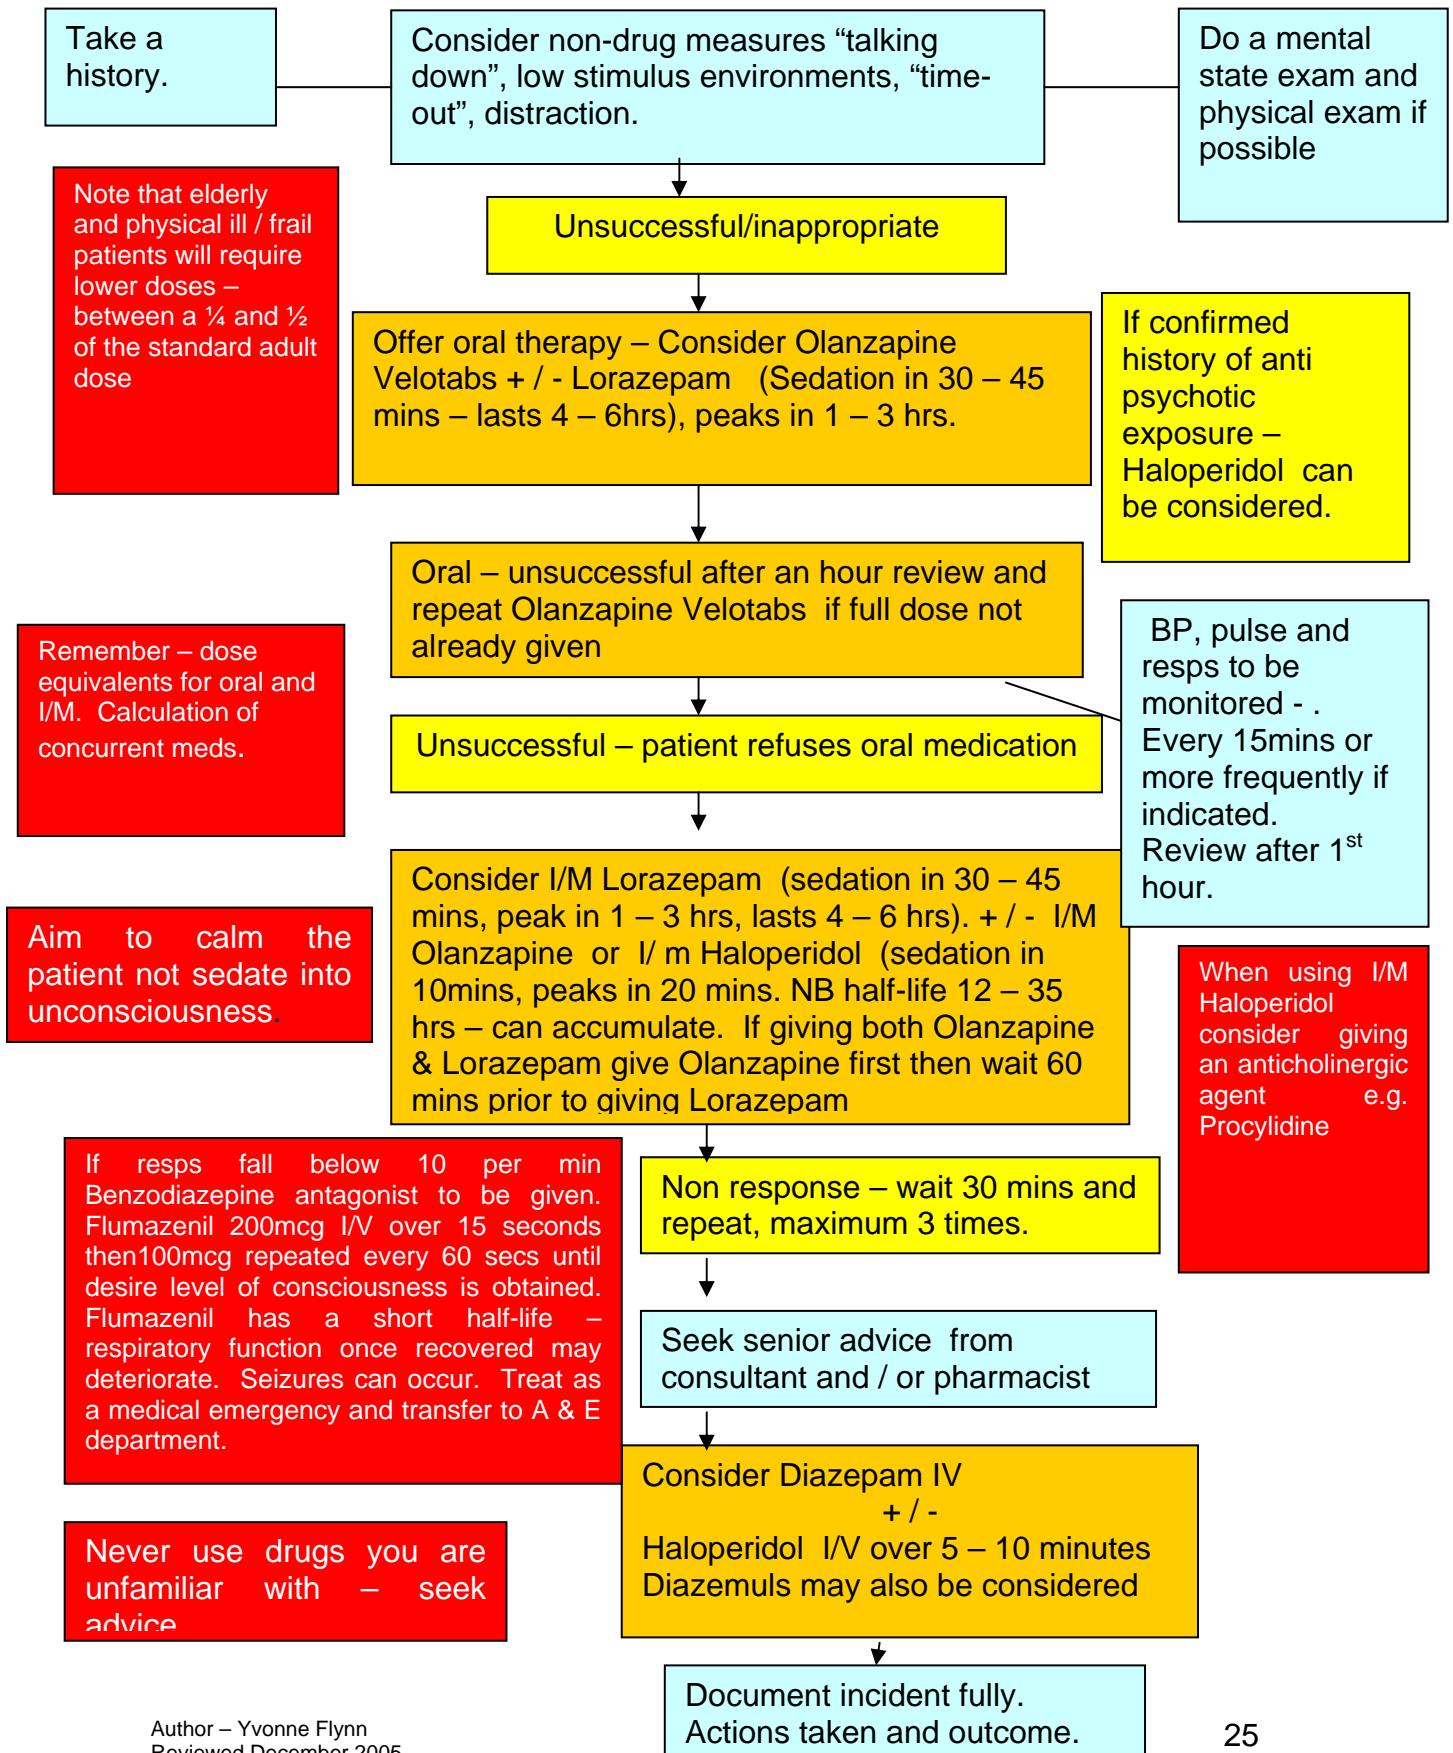 Take a
history.
Consider non-drug measures “talking
down”, low stimulus environments, “time-
out”, distraction.
Do a mental
state exam and
physical exam if
possible
Note that elderly
and physical ill / frail
patients will require
lower doses –
between a ¼ and ½
of the standard adult
dose
Unsuccessful/inappropriate
Offer oral therapy – Consider Olanzapine
Velotabs + / - Lorazepam (Sedation in 30 – 45
mins – lasts 4 – 6hrs), peaks in 1 – 3 hrs.
If confirmed
history of anti
psychotic
exposure –
Haloperidol can
be considered.
Oral – unsuccessful after an hour review and
repeat Olanzapine Velotabs if full dose not
already given
Remember – dose
equivalents for oral and
I/M. Calculation of
concurrent meds.
BP, pulse and
resps to be
monitored - .
Every 15mins or
more frequently if
indicated.
Review after 1st
hour.
Unsuccessful – patient refuses oral medication
Consider I/M Lorazepam (sedation in 30 – 45
mins, peak in 1 – 3 hrs, lasts 4 – 6 hrs). + / - I/M
Olanzapine or I/ m Haloperidol (sedation in
10mins, peaks in 20 mins. NB half-life 12 – 35
hrs – can accumulate. If giving both Olanzapine
& Lorazepam give Olanzapine first then wait 60
mins prior to giving Lorazepam
Aim to calm the
patient not sedate into
unconsciousness.
When using I/M
Haloperidol
consider giving
an anticholinergic
agent e.g.
Procylidine
If resps fall below 10 per min
Benzodiazepine antagonist to be given.
Flumazenil 200mcg I/V over 15 seconds
then100mcg repeated every 60 secs until
desire level of consciousness is obtained.
Flumazenil has a short half-life –
respiratory function once recovered may
deteriorate. Seizures can occur. Treat as
a medical emergency and transfer to A & E
department.
Non response – wait 30 mins and
repeat, maximum 3 times.
Seek senior advice from
consultant and / or pharmacist
Consider Diazepam IV
+ / -
Haloperidol I/V over 5 – 10 minutes
Diazemuls may also be considered
Never use drugs you are
unfamiliar with – seek
advice
Document incident fully.
Actions taken and outcome.
Author – Yvonne Flynn
Reviewed December 2005
25